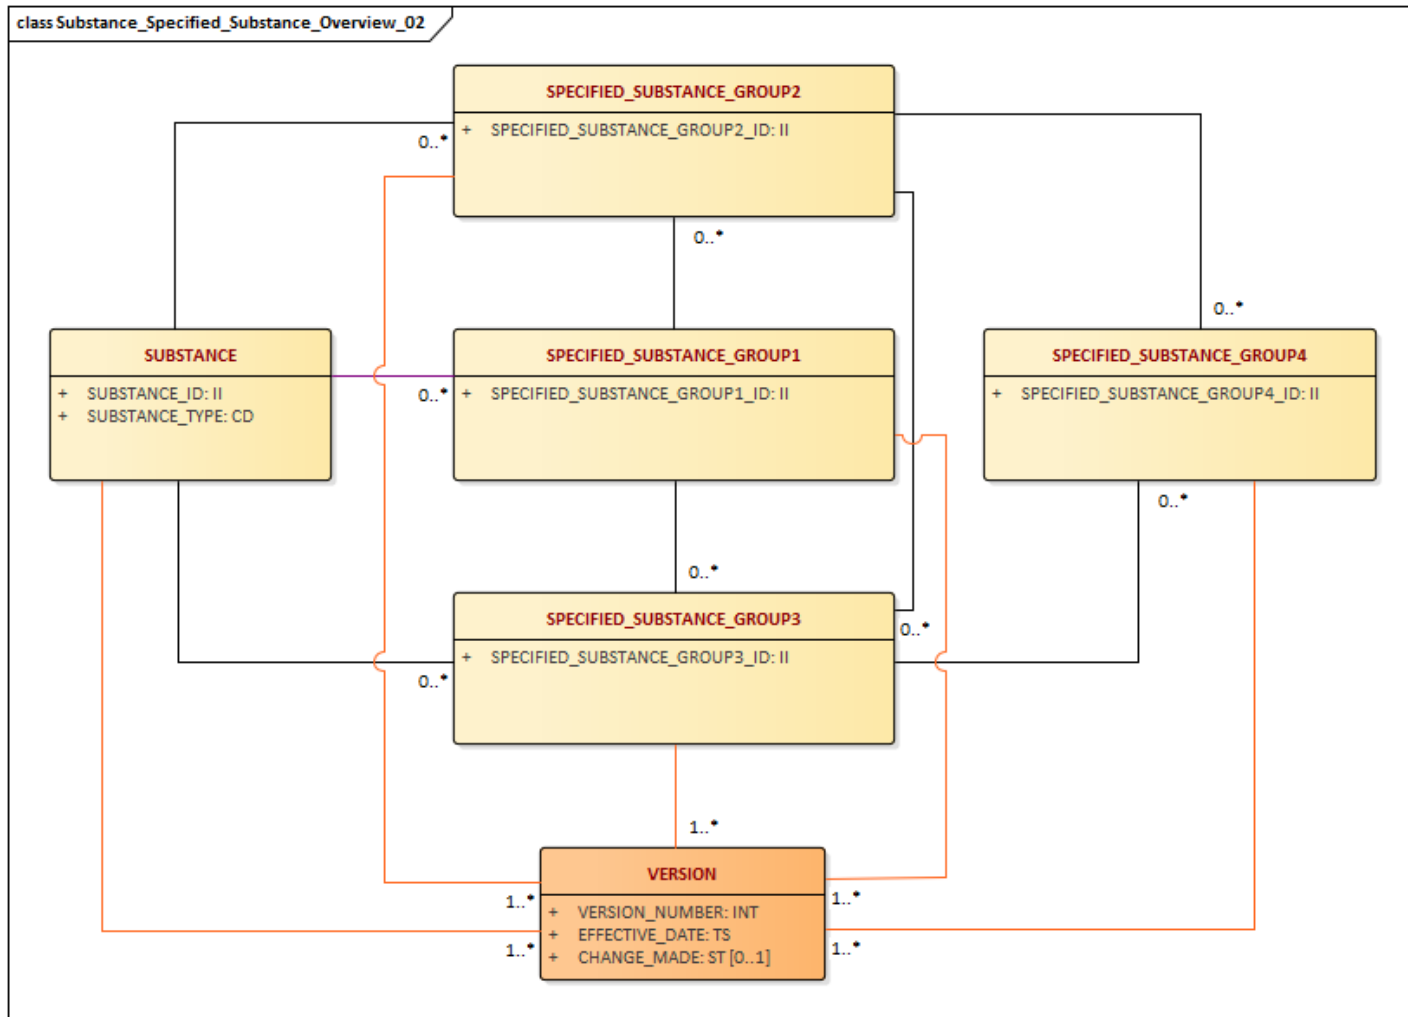 class Substance_Specified_Substance_Overview_02
SPECIFIED_SUBSTANCE_GROUP2
+ SPECIFIED_SUBSTANCE_GROUP2_ID: II
0..*
0..*
0..*
SUBSTANCE
+ SUBSTANCE_ID: II
+ SUBSTANCE_TYPE: CD
0..*
SPECIFIED_SUBSTANCE_GROUP1
+ SPECIFIED_SUBSTANCE_GROUP1_ID: II
SPECIFIED_SUBSTANCE_GROUP4
+ SPECIFIED_SUBSTANCE_GROUP4_ID: II
0..*
0..*
SPECIFIED_SUBSTANCE_GROUP3
+ SPECIFIED_SUBSTANCE_GROUP3_ID: II
0..*
0..*
1..*
VERSION
+ VERSION_NUMBER: INT
+ EFFECTIVE_DATE: TS
+ CHANGE_MADE: ST [0..1]
1..*
1..*
1..*
1..*